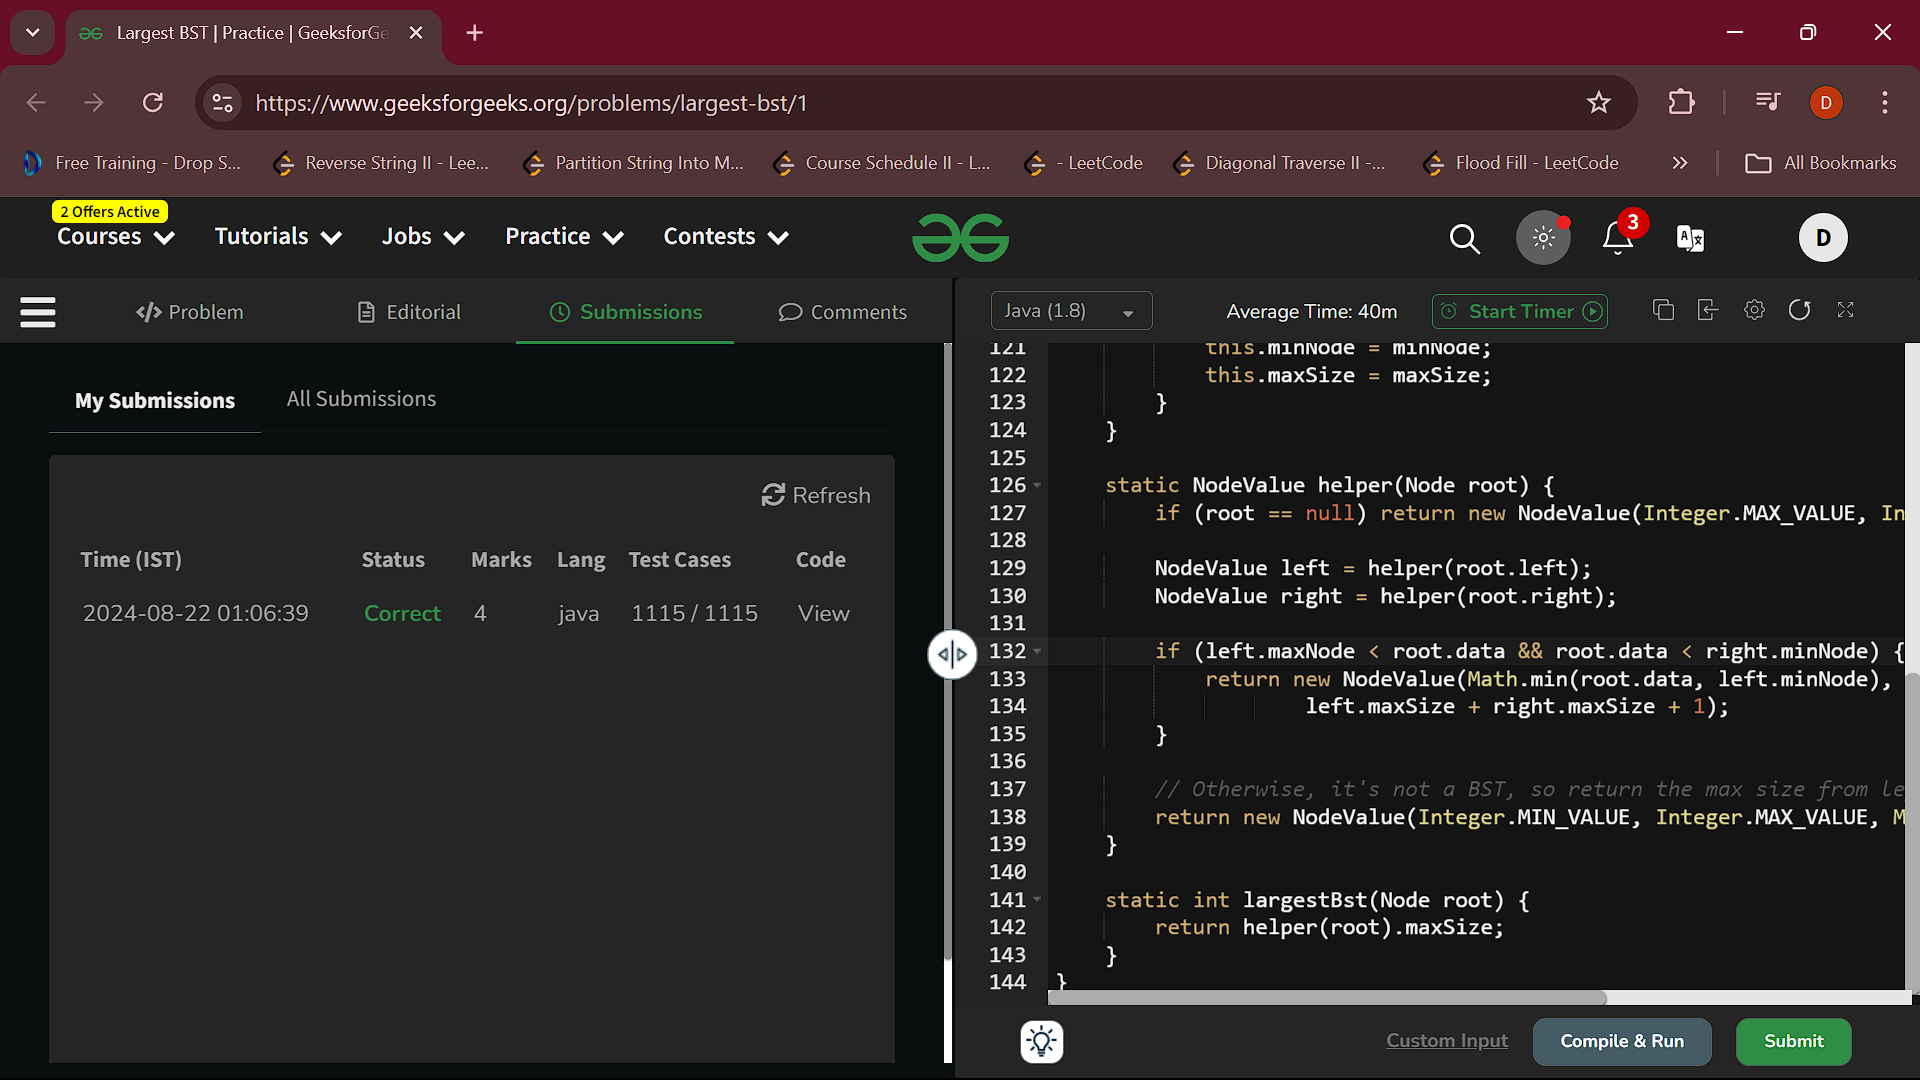 Largest BST | Practice | GeeksforGe
https://www.geeksforgeeks.org/problems/largest-bst/1
D
Free Training - Drop S...
Reverse String II - Lee...
Partition String Into M...
Course Schedule II - L...
- LeetCode
Diagonal Traverse II -...
Flood Fill - LeetCode
»
All Bookmarks
2 Offers Active
Courses
Tutorials
Jobs
Practice
Contests
3
D
</> Problem
Editorial
Submissions
Comments
Java (1.8)
Average Time: 40m
Start Timer
My Submissions
All Submissions
Refresh
Time (IST) Status Marks Lang Test Cases Code
2024-08-22 01:06:39 Correct 4 java 1115 / 1115 View
121 this.minNode = minNode;
122 this.maxSize = maxSize;
123 }
124 }
125
126 static NodeValue helper(Node root) {
127 if (root == null) return new NodeValue(Integer.MAX_VALUE, In
128
129 NodeValue left = helper(root.left);
130 NodeValue right = helper(root.right);
131
132 if (left.maxNode < root.data && root.data < right.minNode) {
133 return new NodeValue(Math.min(root.data, left.minNode),
134 left.maxSize + right.maxSize + 1);
135 }
136
137 // Otherwise, it's not a BST, so return the max size from le
138 return new NodeValue(Integer.MIN_VALUE, Integer.MAX_VALUE, M
139 }
140
141 static int largestBst(Node root) {
142 return helper(root).maxSize;
143 }
144 }
Custom Input
Compile & Run
Submit